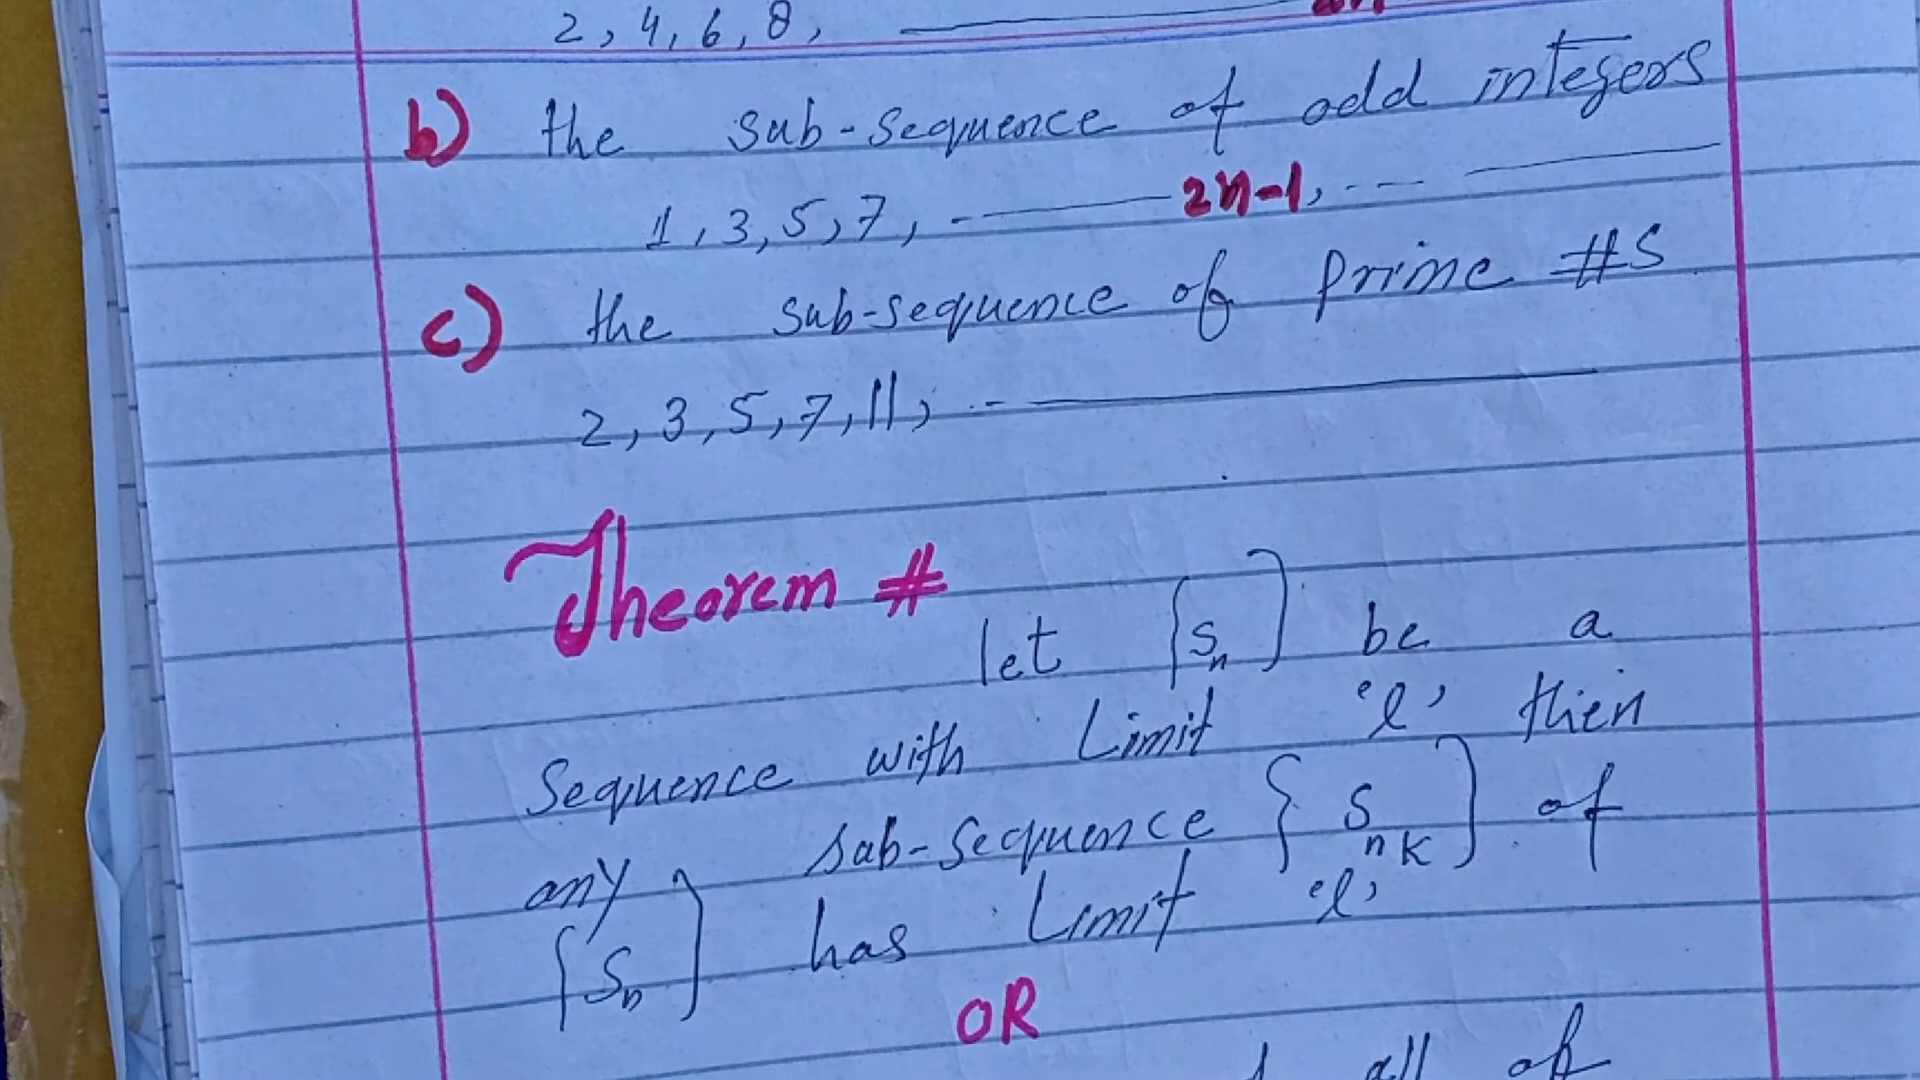 2, 4, 6, 8,
b) the sub-sequence of odd integers
1, 3, 5, 7, ------ 2n-1, ---
c) the sub-sequence of Prime #S
2, 3, 5, 7, 11, ------
Theorem #
let {Sn} be a
Sequence with Limit 'l' then
any sub-sequence {Snk} of
{Sn} has Limit 'l'
OR
all of